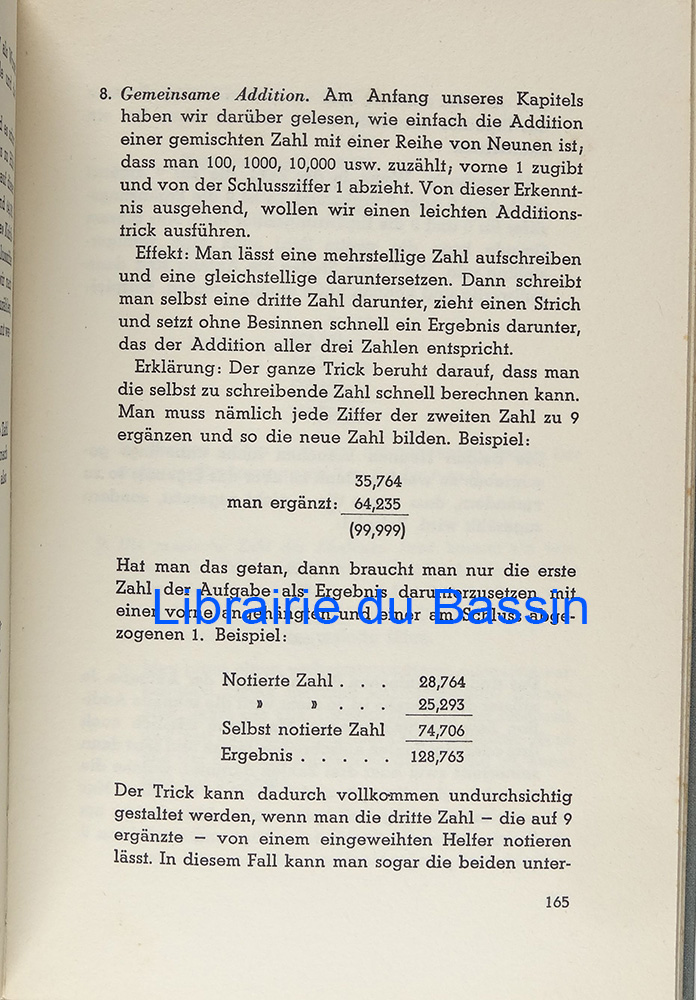 8. Gemeinsame Addition. Am Anfang unseres Kapitels
haben wir darüber gelesen, wie einfach die Addition
einer gemischten Zahl mit einer Reihe von Neunen ist;
dass man 100, 1000, 10,000 usw. zuzählt; vorne 1 zugibt
und von der Schlussziffer 1 abzieht. Von dieser Erkennt-
nis ausgehend, wollen wir einen leichten Additions-
trick ausführen.
Effekt: Man lässt eine mehrstellige Zahl aufschreiben
und eine gleichstellige daruntersetzen. Dann schreibt
man selbst eine dritte Zahl darunter, zieht einen Strich
und setzt ohne Besinnen schnell ein Ergebnis darunter,
das der Addition aller drei Zahlen entspricht.
Erklärung: Der ganze Trick beruht darauf, dass man
die selbst zu schreibende Zahl schnell berechnen kann.
Man muss nämlich jede Ziffer der zweiten Zahl zu 9
ergänzen und so die neue Zahl bilden. Beispiel:
35,764
man ergänzt: 64,235
(99,999)
Hat man das getan, dann braucht man nur die erste
Zahl der Aufgabe als Ergebnis darunterzusetzen mit
einer vorne angehängten und einer am Schluss abge-
Librairie du Bassin
zogenen 1. Beispiel:
Notierte Zahl . . . 28,764
» » . . . 25,293
Selbst notierte Zahl 74,706
Ergebnis . . . . . 128,763
Der Trick kann dadurch vollkommen undurchsichtig
gestaltet werden, wenn man die dritte Zahl – die auf 9
ergänzte – von einem eingeweihten Helfer notieren
lässt. In diesem Fall kann man sogar die beiden unter-
165